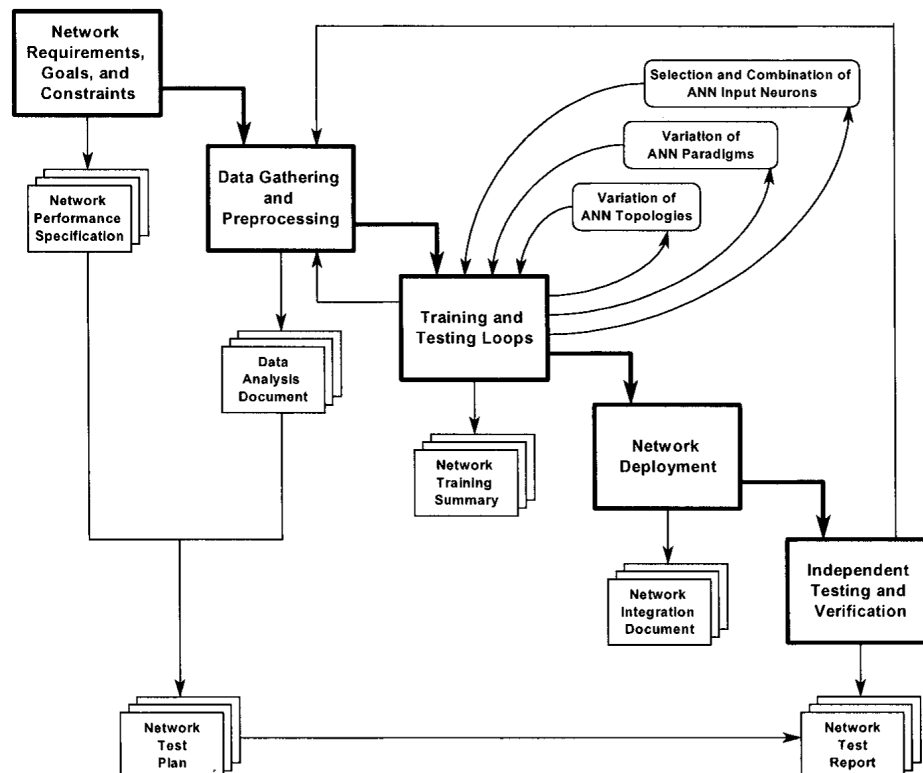 Network
Requirements,
Goals, and
Constraints
Selection and Combination of
ANN Input Neurons
Variation of
ANN Paradigms
Variation of
ANN Topologies
Data Gathering
and
Preprocessing
Network
Performance
Specification
Training and
Testing Loops
Data
Analysis
Document
Network
Deployment
Network
Training
Summary
Independent
Testing and
Verification
Network
Integration
Document
Network
Test
Plan
Network
Test
Report